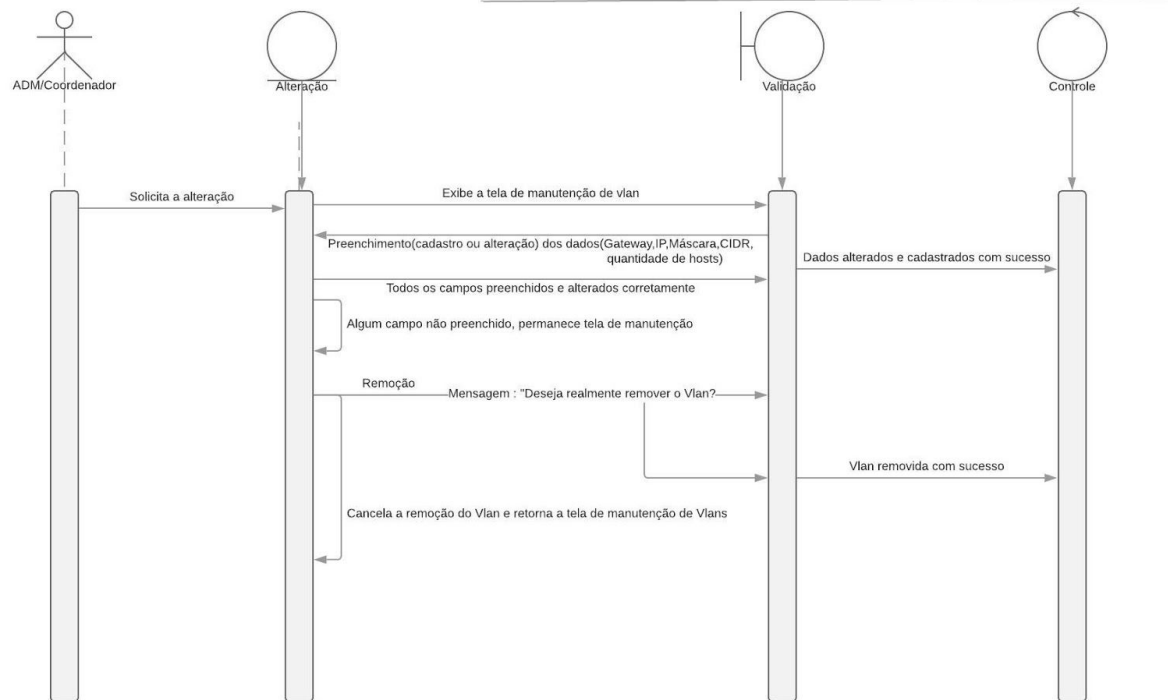 ADM/Coordenador
Alteração
Validação
Controle
Solicita a alteração
Exibe a tela de manutenção de vlan
Preenchimento(cadastro ou alteração) dos dados(Gateway,IP,Máscara,CIDR,
quantidade de hosts)
Dados alterados e cadastrados com sucesso
Todos os campos preenchidos e alterados corretamente
Algum campo não preenchido, permanece tela de manutenção
Remoção
Mensagem : "Deseja realmente remover o Vlan?
Vlan removida com sucesso
Cancela a remoção do Vlan e retorna a tela de manutenção de Vlans